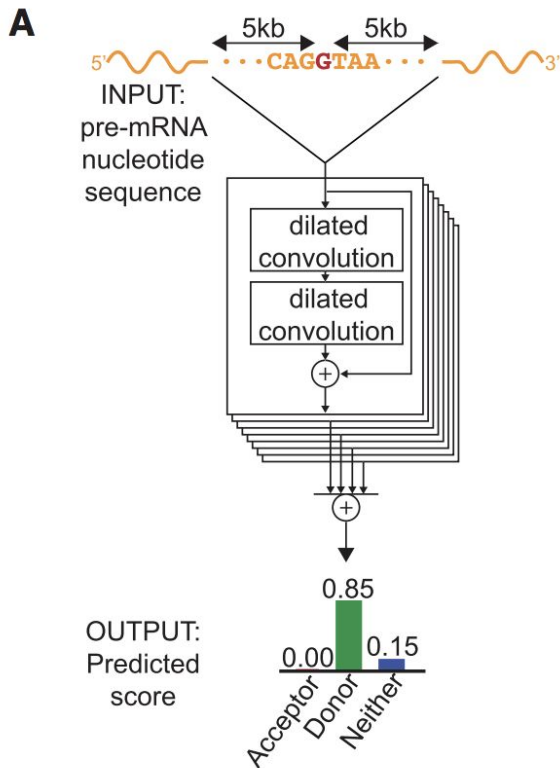 A
5kb 5kb
5' ...CAGGTAA... 3'
INPUT:
pre-mRNA
nucleotide
sequence
dilated
convolution
dilated
convolution
+
+
OUTPUT:
Predicted
score
0.00 0.85 0.15
Acceptor Donor Neither